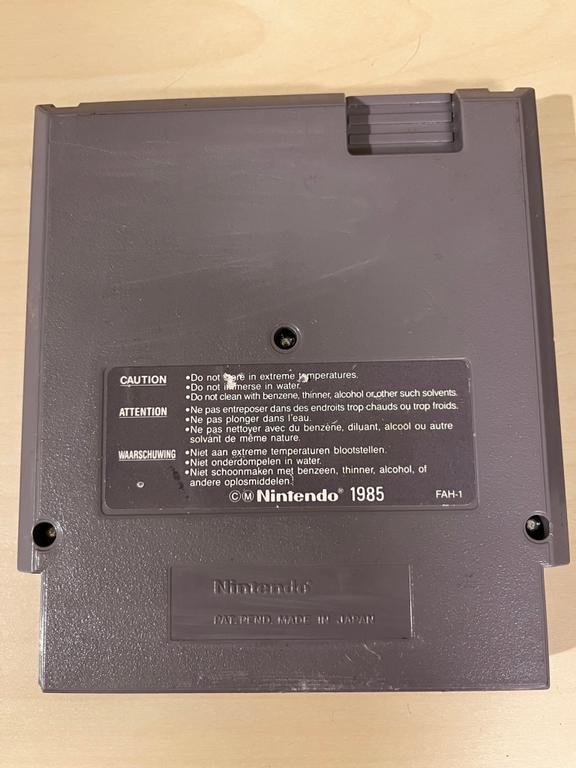 CAUTION
•Do not store in extreme temperatures.
•Do not immerse in water.
•Do not clean with benzene, thinner, alcohol or other such solvents.
ATTENTION
•Ne pas entreposer dans des endroits trop chauds ou trop froids.
•Ne pas plonger dans l'eau.
•Ne pas nettoyer avec du benzène, diluant, alcool ou autre
solvant de même nature.
WAARSCHUWING
•Niet aan extreme temperaturen blootstellen.
•Niet onderdompelen in water.
•Niet schoonmaken met benzeen, thinner, alcohol, of
andere oplosmiddelen.
©Ⓜ Nintendo® 1985
FAH-1
Nintendo®
PAT. PEND. MADE IN JAPAN